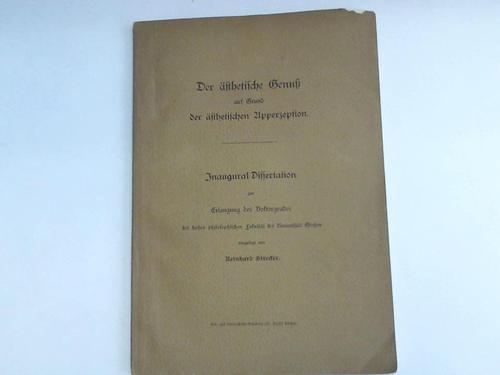 Der ästhetische Genuß
auf Grund
der ästhetischen Apperzeption.
Inaugural-Dissertation
zur
Erlangung der Doktorgrades
der hohen philosophischen Fakultät der Universität Gießen
vorgelegt von
Reinhard Strecker.